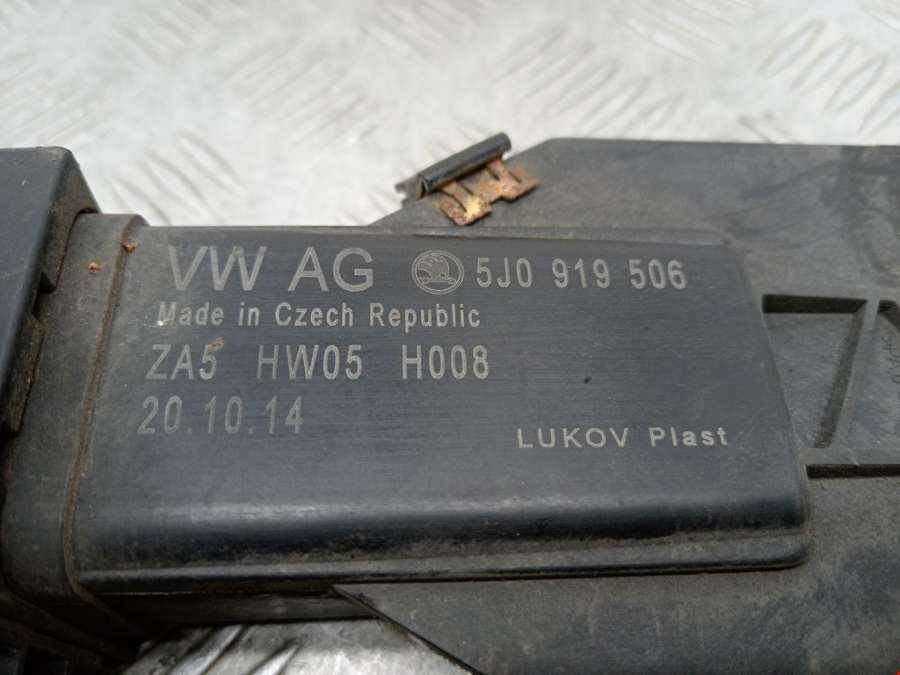 VW AG 5J0 919 506
Made in Czech Republic
ZA5 HW05 H008
20.10.14
LUKOV Plast